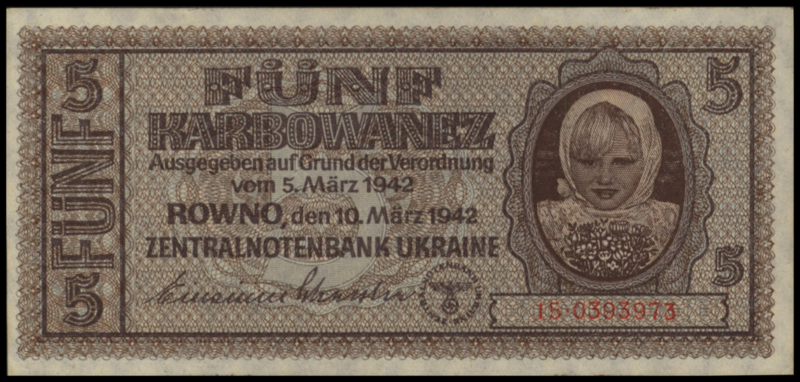 5 FÜNF 5
FÜNF
KARBOWANEZ
Ausgegeben auf Grund der Verordnung
vom 5. März 1942
ROWNO, den 10. März 1942
ZENTRALNOTENBANK UKRAINE
5
5
15·0393973